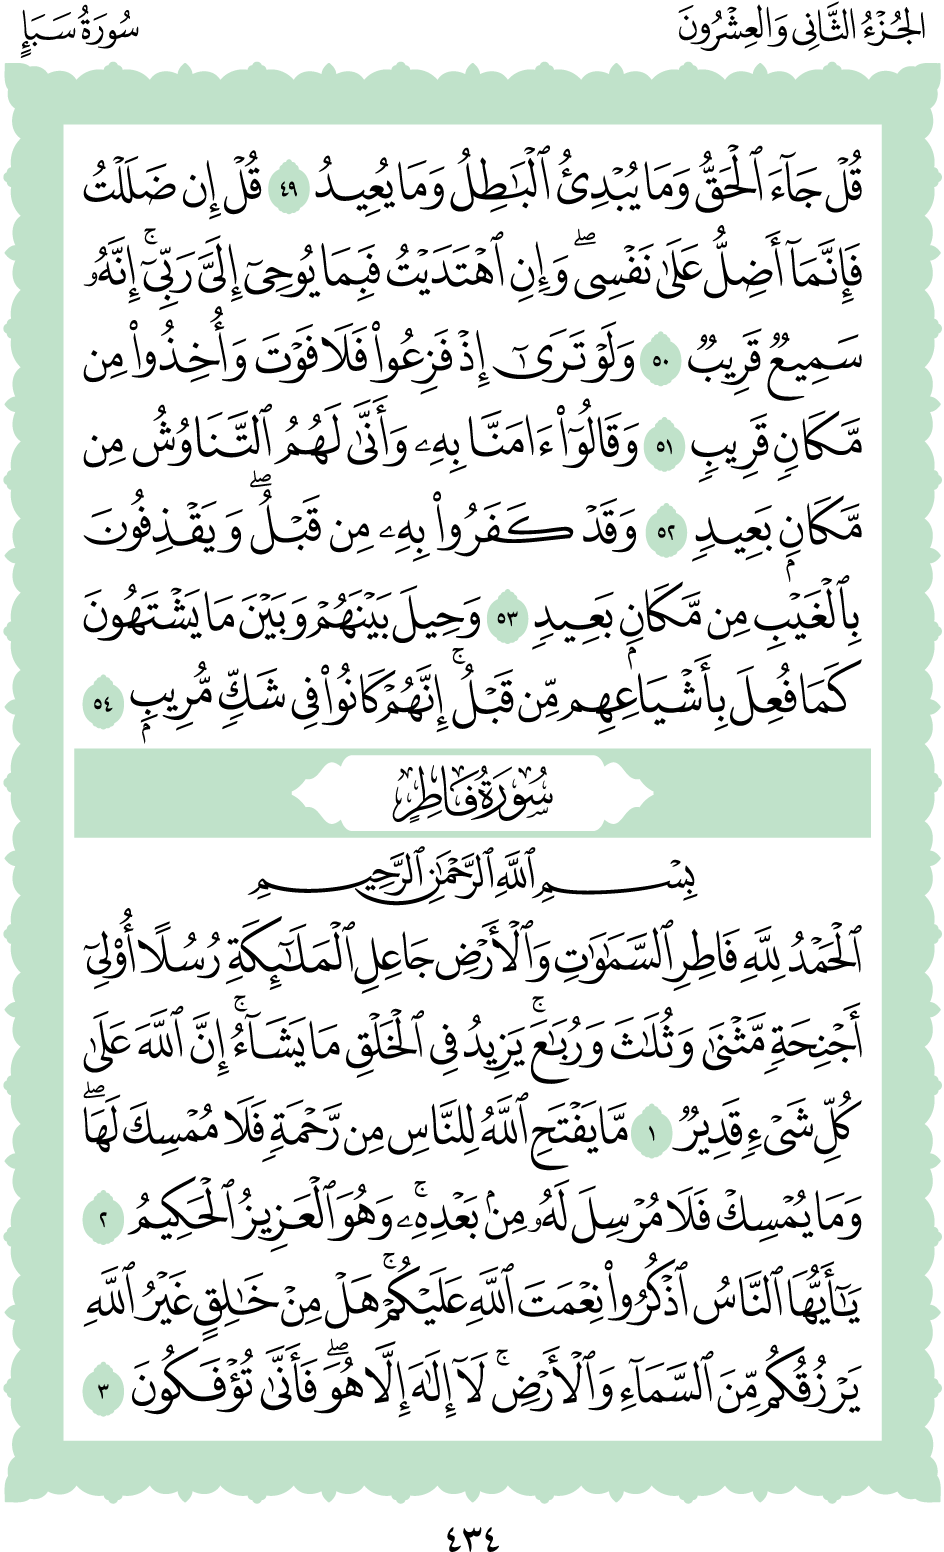 الجُزْءُ الثَّانِي وَالعِشْرُونَ
سُورَةُ سَبَإٍ
قُلۡ جَآءَ ٱلۡحَقُّ وَمَا يُبۡدِئُ ٱلۡبَٰطِلُ وَمَا يُعِيدُ ٤٩ قُلۡ إِن ضَلَلۡتُ
فَإِنَّمَآ أَضِلُّ عَلَىٰ نَفۡسِيۖ وَإِنِ ٱهۡتَدَيۡتُ فَبِمَا يُوحِيٓ إِلَيَّ رَبِّيٓۚ إِنَّهُۥ
سَمِيعٞ قَرِيبٞ ٥٠ وَلَوۡ تَرَىٰٓ إِذۡ فَزِعُواْ فَلَا فَوۡتَ وَأُخِذُواْ مِن
مَّكَانٖ قَرِيبٖ ٥١ وَقَالُوٓاْ ءَامَنَّا بِهِۦ وَأَنَّىٰ لَهُمُ ٱلتَّنَاوُشُ مِن
مَّكَانِۭ بَعِيدٖ ٥٢ وَقَدۡ كَفَرُواْ بِهِۦ مِن قَبۡلُۖ وَيَقۡذِفُونَ
بِٱلۡغَيۡبِ مِن مَّكَانِۭ بَعِيدٖ ٥٣ وَحِيلَ بَيۡنَهُمۡ وَبَيۡنَ مَا يَشۡتَهُونَ
كَمَا فُعِلَ بِأَشۡيَاعِهِم مِّن قَبۡلُۚ إِنَّهُمۡ كَانُواْ فِي شَكّٖ مُّرِيبِۭ ٥٤
سُورَةُ فَاطِرٍ
بِسۡمِ ٱللَّهِ ٱلرَّحۡمَٰنِ ٱلرَّحِيمِ
ٱلۡحَمۡدُ لِلَّهِ فَاطِرِ ٱلسَّمَٰوَٰتِ وَٱلۡأَرۡضِ جَاعِلِ ٱلۡمَلَٰٓئِكَةِ رُسُلًا أُوْلِيٓ
أَجۡنِحَةٖ مَّثۡنَىٰ وَثُلَٰثَ وَرُبَٰعَۚ يَزِيدُ فِي ٱلۡخَلۡقِ مَا يَشَآءُۚ إِنَّ ٱللَّهَ عَلَىٰ
كُلِّ شَيۡءٖ قَدِيرٞ ١ مَّا يَفۡتَحِ ٱللَّهُ لِلنَّاسِ مِن رَّحۡمَةٖ فَلَا مُمۡسِكَ لَهَاۖ
وَمَا يُمۡسِكۡ فَلَا مُرۡسِلَ لَهُۥ مِنۢ بَعۡدِهِۦۚ وَهُوَ ٱلۡعَزِيزُ ٱلۡحَكِيمُ ٢
يَٰٓأَيُّهَا ٱلنَّاسُ ٱذۡكُرُواْ نِعۡمَتَ ٱللَّهِ عَلَيۡكُمۡۚ هَلۡ مِنۡ خَٰلِقٍ غَيۡرُ ٱللَّهِ
يَرۡزُقُكُم مِّنَ ٱلسَّمَآءِ وَٱلۡأَرۡضِۚ لَآ إِلَٰهَ إِلَّا هُوَۖ فَأَنَّىٰ تُؤۡفَكُونَ ٣
٤٣٤